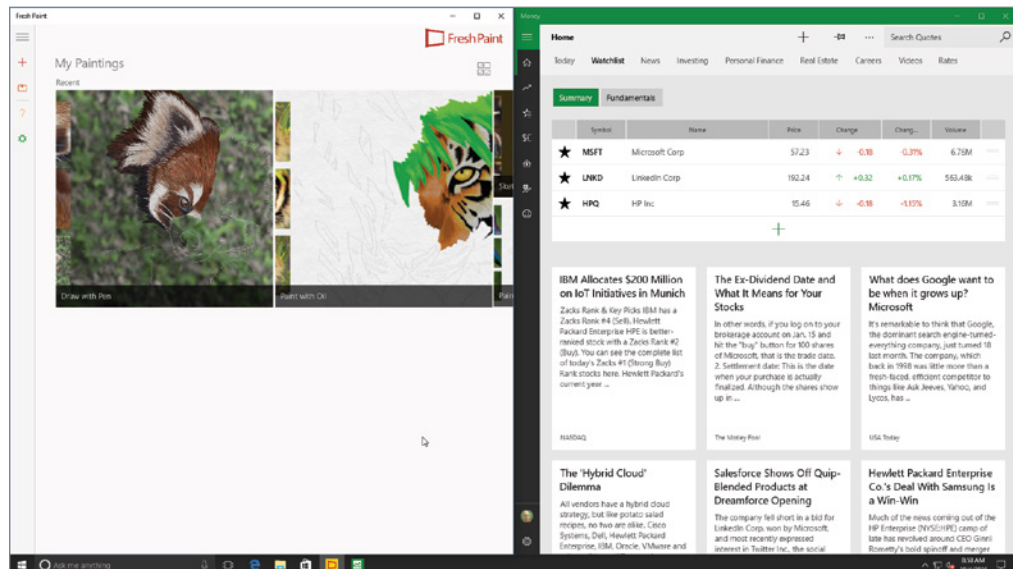 Fresh Paint
Fresh Paint
My Paintings
Recent
Draw with Pen
Paint with Oil
Money
Home
Search Quotes
Today Watchlist News Investing Personal Finance Real Estate Careers Videos Rates
Summary Fundamentals
Symbol Name Price Change Chang... Volume
MSFT Microsoft Corp 57.23 -0.18 -0.31% 6.76M
LNKD LinkedIn Corp 192.24 +0.32 +0.17% 563.48k
HPQ HP Inc 15.46 -0.18 -1.15% 3.16M
IBM Allocates $200 Million
on IoT Initiatives in Munich
Zacks Rank & Key Picks IBM has a
Zacks Rank #4 (Sell). Hewlett
Packard Enterprise HPE is better-
ranked stock with a Zacks Rank #2
(Buy). You can see the complete list
of today's Zacks #1 (Strong Buy)
Rank stocks here. Hewlett Packard's
current year ...
NASDAQ
The Ex-Dividend Date and
What It Means for Your
Stocks
In other words, if you log on to your
brokerage account on Jan. 15 and
hit the "buy" button for 100 shares
of Microsoft, that is the trade date.
2. Settlement date: This is the date
when your purchase is actually
finalized. Although the shares show
up in ...
The Motley Fool
What does Google want to
be when it grows up?
Microsoft
It's remarkable to think that Google,
the dominant search engine-turned-
everything company, just turned 18
last month. The company, which
back in 1998 was little more than a
fresh-faced, efficient competitor to
things like Ask Jeeves, Yahoo, and
Lycos, has ...
USA Today
The 'Hybrid Cloud'
Dilemma
All vendors have a hybrid cloud
strategy, but like potato salad
recipes, no two are alike. Cisco
Systems, Dell, Hewlett Packard
Enterprise, IBM, Oracle, VMware and
Salesforce Shows Off Quip-
Blended Products at
Dreamforce Opening
The company fell short in a bid for
LinkedIn Corp, won by Microsoft,
and most recently expressed
interest in Twitter Inc., the social
Hewlett Packard Enterprise
Co.'s Deal With Samsung Is
a Win-Win
Much of the news coming out of the
HP Enterprise (NYSE:HPE) camp of
late has revolved around CEO Ginni
Rometty's bold spinoff and merger
Ask me anything
8:50 AM